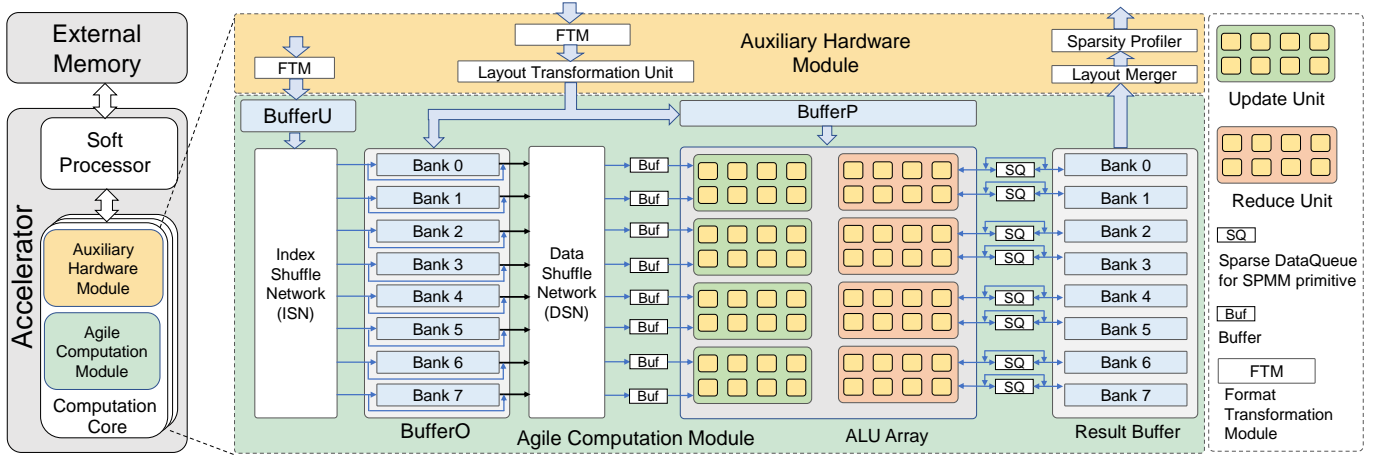 External
Memory
Accelerator
Soft
Processor
Auxiliary
Hardware
Module
Agile
Computation
Module
Computation
Core
FTM
FTM
Layout Transformation Unit
Auxiliary Hardware
Module
Sparsity Profiler
Layout Merger
BufferU
BufferP
Index
Shuffle
Network
(ISN)
Bank 0
Bank 1
Bank 2
Bank 3
Bank 4
Bank 5
Bank 6
Bank 7
BufferO
Data
Shuffle
Network
(DSN)
Buf
Buf
Buf
Buf
Buf
Buf
Buf
Buf
Agile Computation Module
ALU Array
SQ
SQ
SQ
SQ
SQ
SQ
SQ
SQ
Bank 0
Bank 1
Bank 2
Bank 3
Bank 4
Bank 5
Bank 6
Bank 7
Result Buffer
Update Unit
Reduce Unit
SQ
Sparse DataQueue
for SPMM primitive
Buf
Buffer
FTM
Format
Transformation
Module